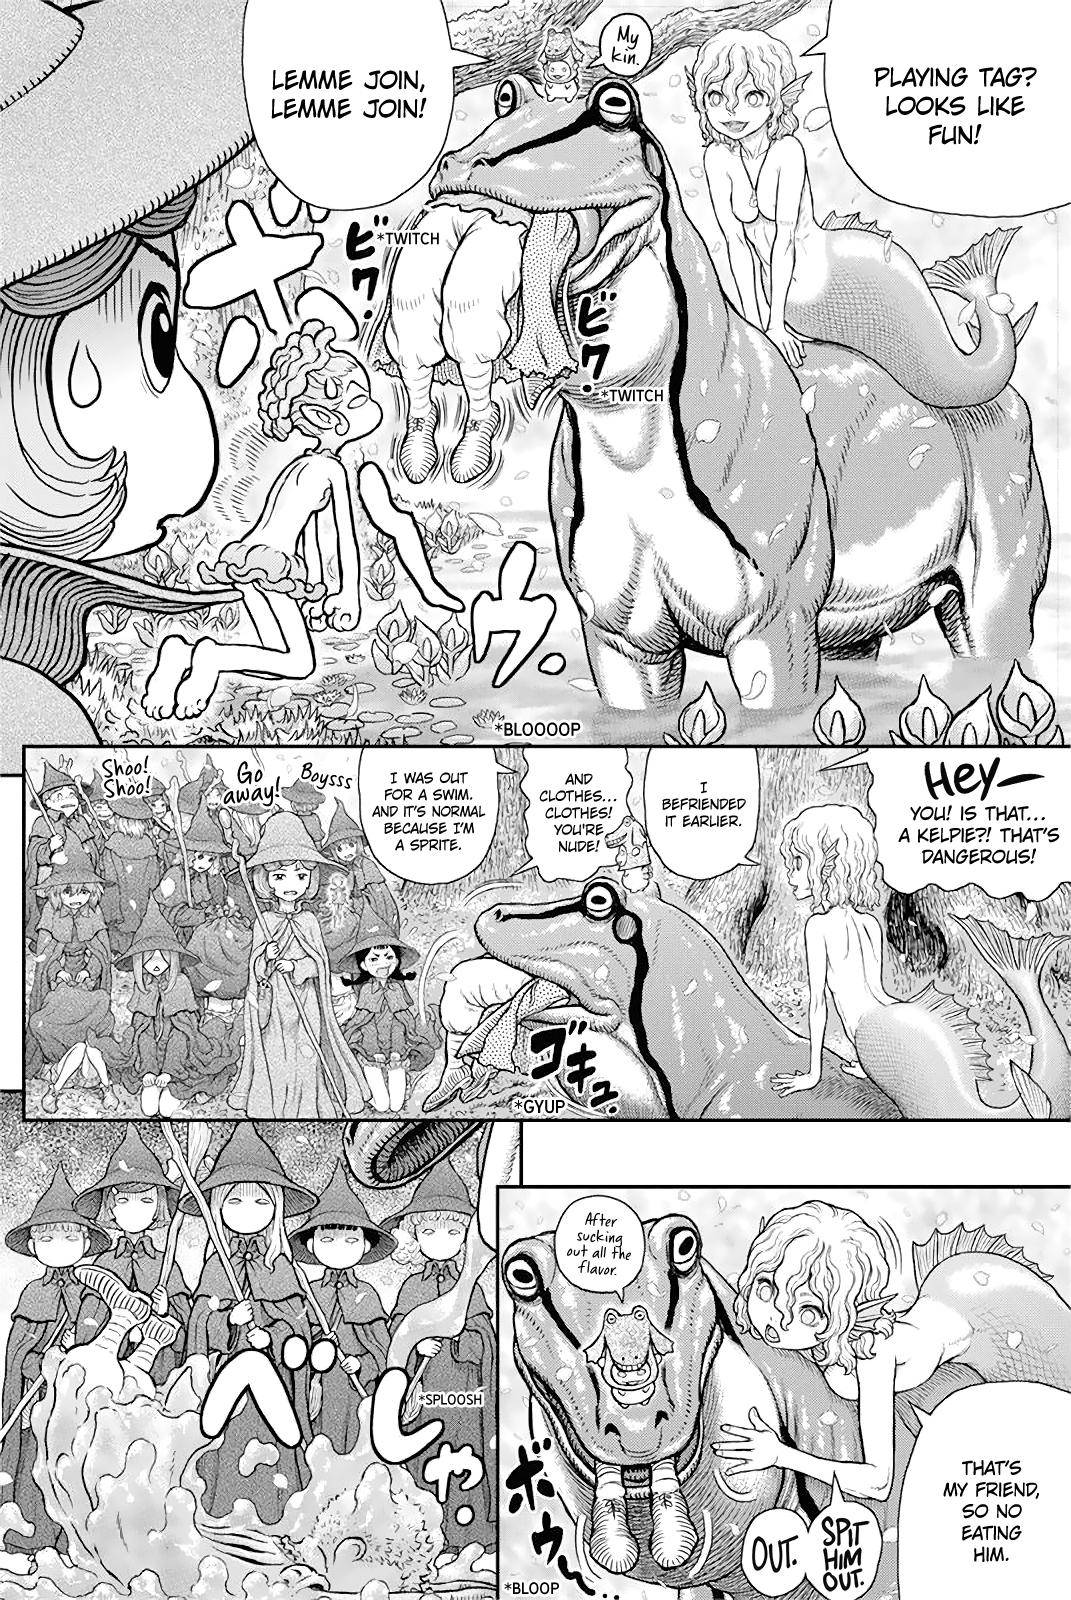 PLAYING TAG?
LOOKS LIKE
FUN!
My
kin.
LEMME JOIN,
LEMME JOIN!
ビク
*TWITCH
ビク
*TWITCH
ボヴ.
*BLOOOOP
Hey—
YOU! IS THAT...
A KELPIE?! THAT'S
DANGEROUS!
I
BEFRIENDED
IT EARLIER.
AND
CLOTHES...
CLOTHES!
YOU'RE
NUDE!
I WAS OUT
FOR A SWIM.
AND IT'S NORMAL
BECAUSE I'M
A SPRITE.
Boysss
Go
away!
Shoo!
Shoo!
ゴキュ.
*GYUP
After
sucking
out all the
flavor.
THAT'S
MY FRIEND,
SO NO
EATING
HIM.
SPIT
HIM
OUT.
OUT.
ボウ〜
*BLOOP
べしゃ.
*SPLOOSH